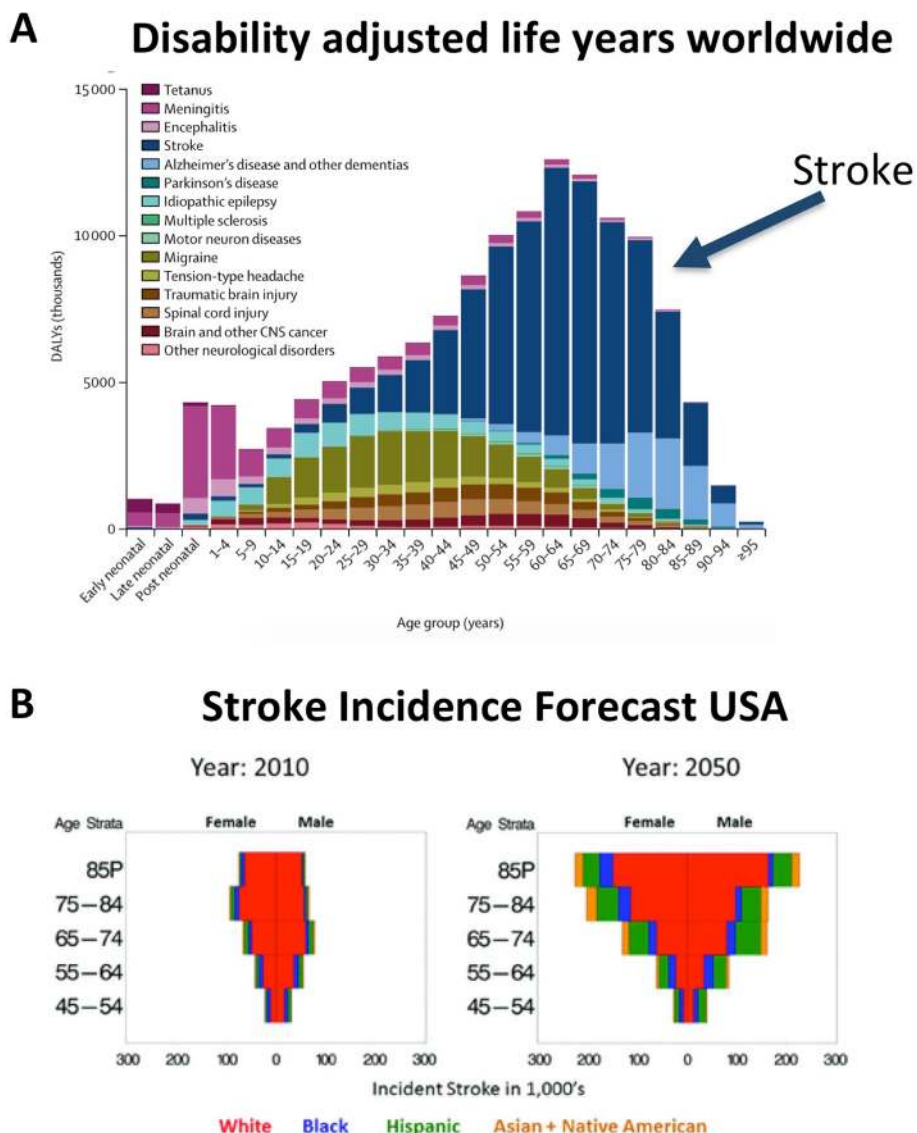 A Disability adjusted life years worldwide
15 000
10 000
5000
0
DALYs (thousands)
Tetanus
Meningitis
Encephalitis
Stroke
Alzheimer's disease and other dementias
Parkinson's disease
Idiopathic epilepsy
Multiple sclerosis
Motor neuron diseases
Migraine
Tension-type headache
Traumatic brain injury
Spinal cord injury
Brain and other CNS cancer
Other neurological disorders
Stroke
Early neonatal
Late neonatal
Post neonatal
1–4
5–9
10–14
15–19
20–24
25–29
30–34
35–39
40–44
45–49
50–54
55–59
60–64
65–69
70–74
75–79
80–84
85–89
90–94
≥95
Age group (years)
B Stroke Incidence Forecast USA
Year: 2010
Age Strata Female Male
85P
75–84
65–74
55–64
45–54
300 200 100 0 100 200 300
Year: 2050
Age Strata Female Male
85P
75–84
65–74
55–64
45–54
300 200 100 0 100 200 300
Incident Stroke in 1,000's
White Black Hispanic Asian + Native American